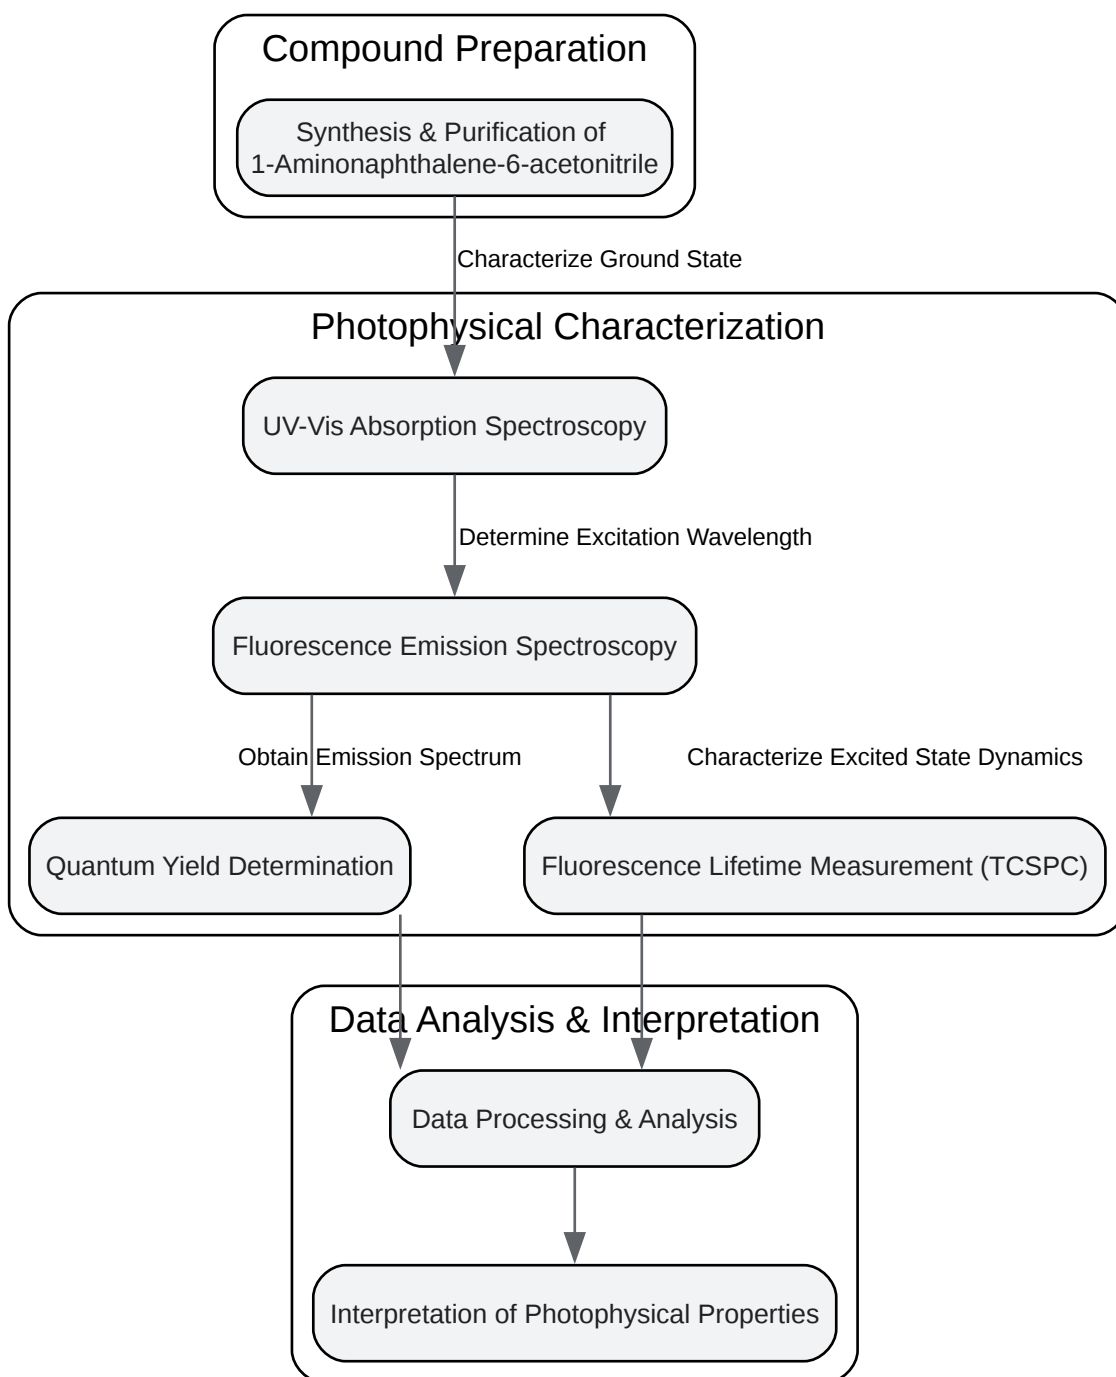 Compound Preparation
Synthesis & Purification of
1-Aminonaphthalene-6-acetonitrile
Characterize Ground State
Photophysical Characterization
UV-Vis Absorption Spectroscopy
Determine Excitation Wavelength
Fluorescence Emission Spectroscopy
Obtain Emission Spectrum
Characterize Excited State Dynamics
Quantum Yield Determination
Fluorescence Lifetime Measurement (TCSPC)
Data Analysis & Interpretation
Data Processing & Analysis
Interpretation of Photophysical Properties